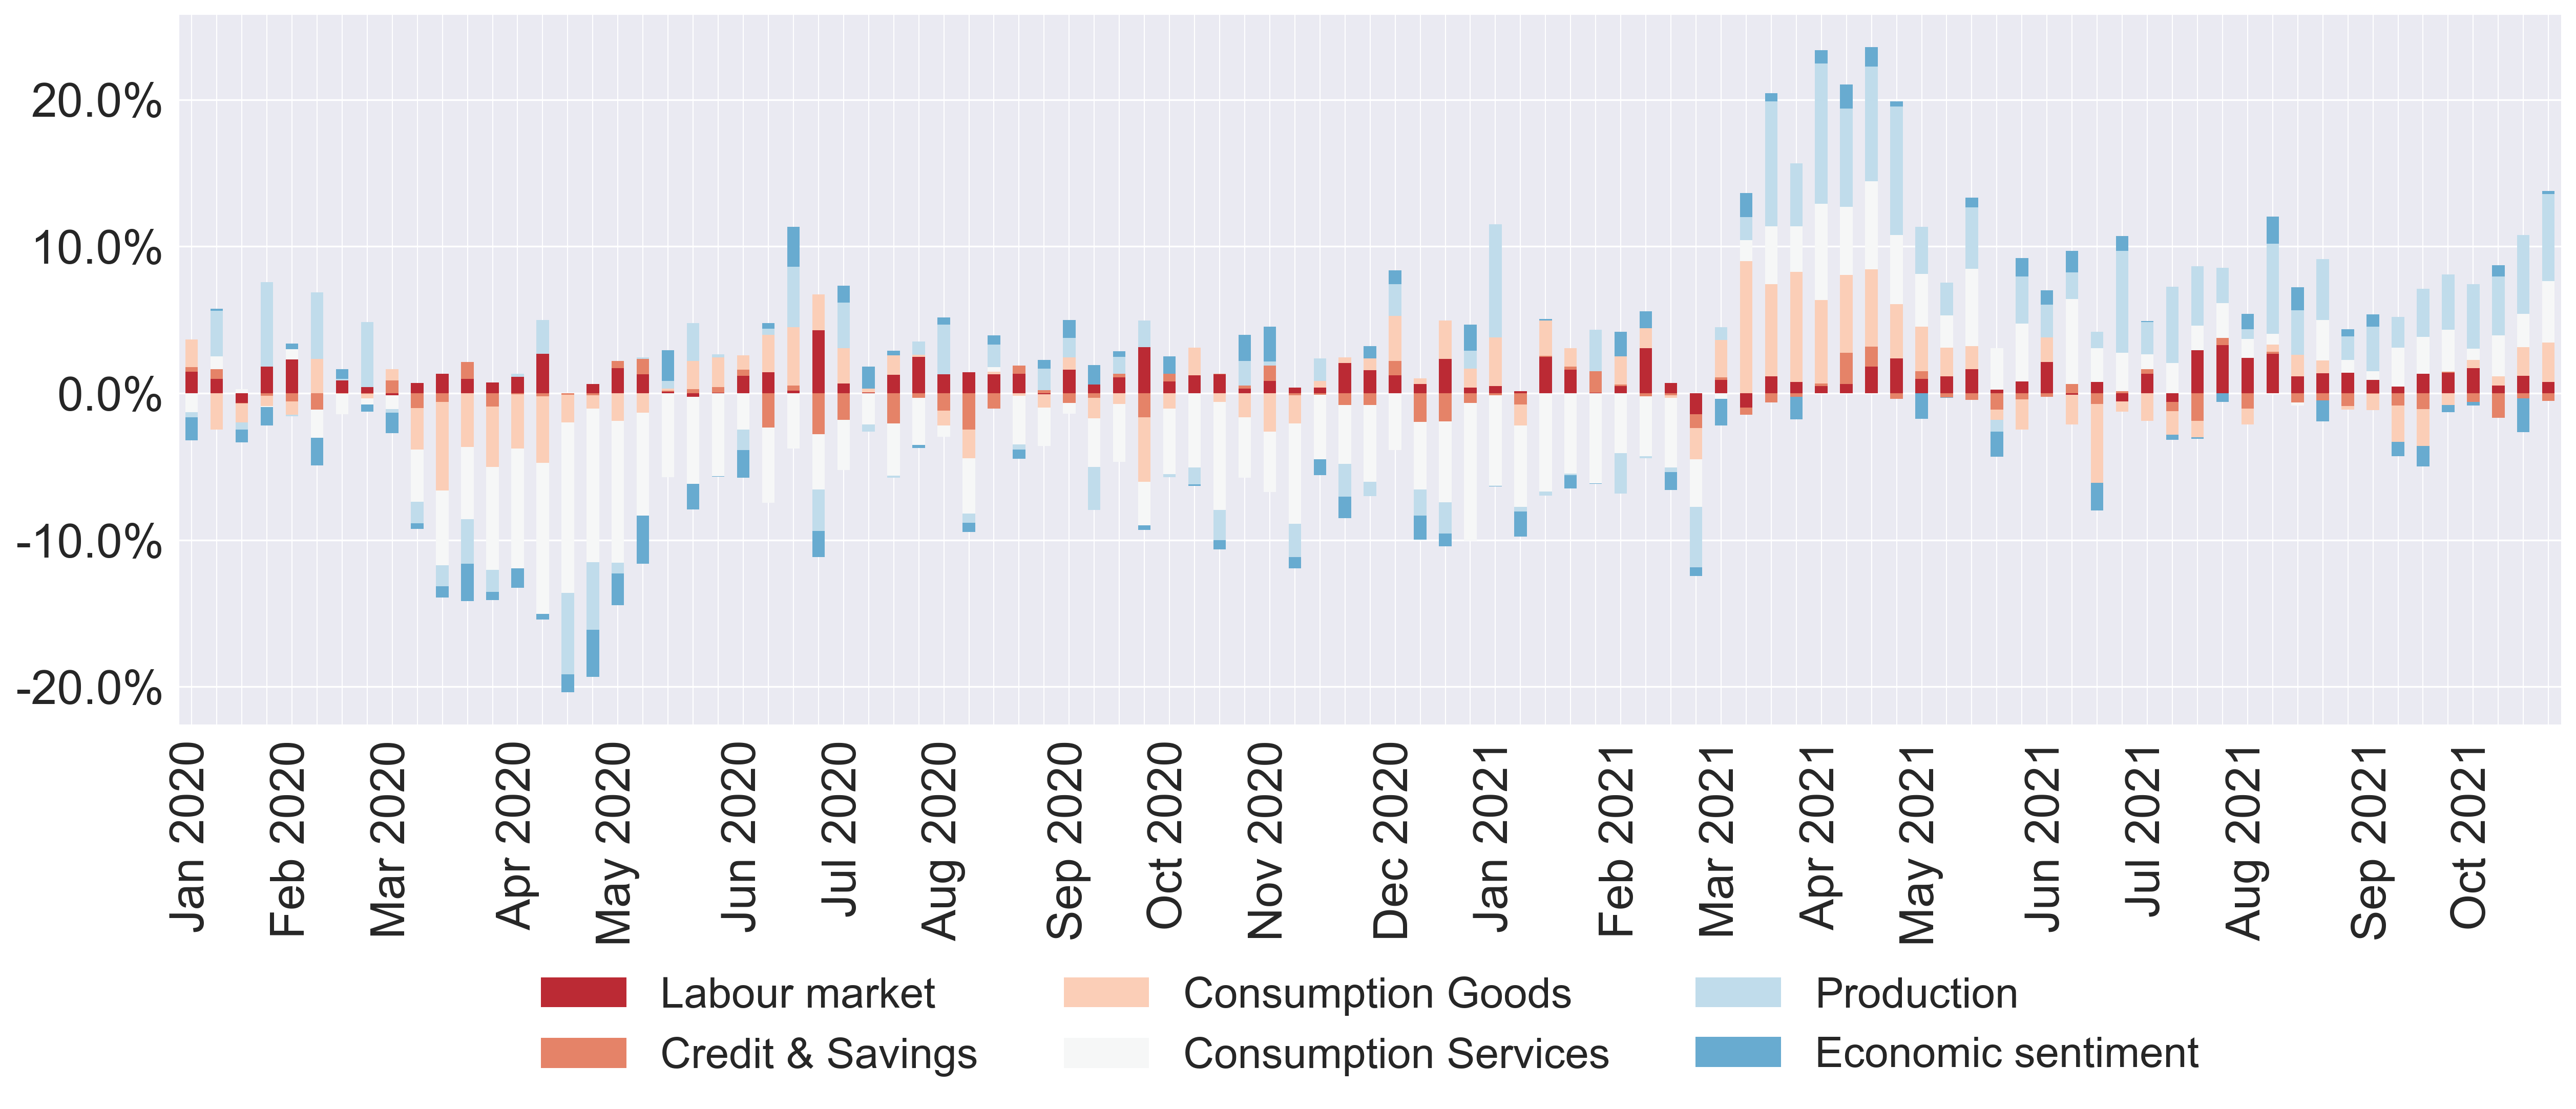 20.0%
10.0%
0.0%
-10.0%
-20.0%
Jan 2020
Feb 2020
Mar 2020
Apr 2020
May 2020
Jun 2020
Jul 2020
Aug 2020
Sep 2020
Oct 2020
Nov 2020
Dec 2020
Jan 2021
Feb 2021
Mar 2021
Apr 2021
May 2021
Jun 2021
Jul 2021
Aug 2021
Sep 2021
Oct 2021
Labour market
Consumption Goods
Production
Credit & Savings
Consumption Services
Economic sentiment